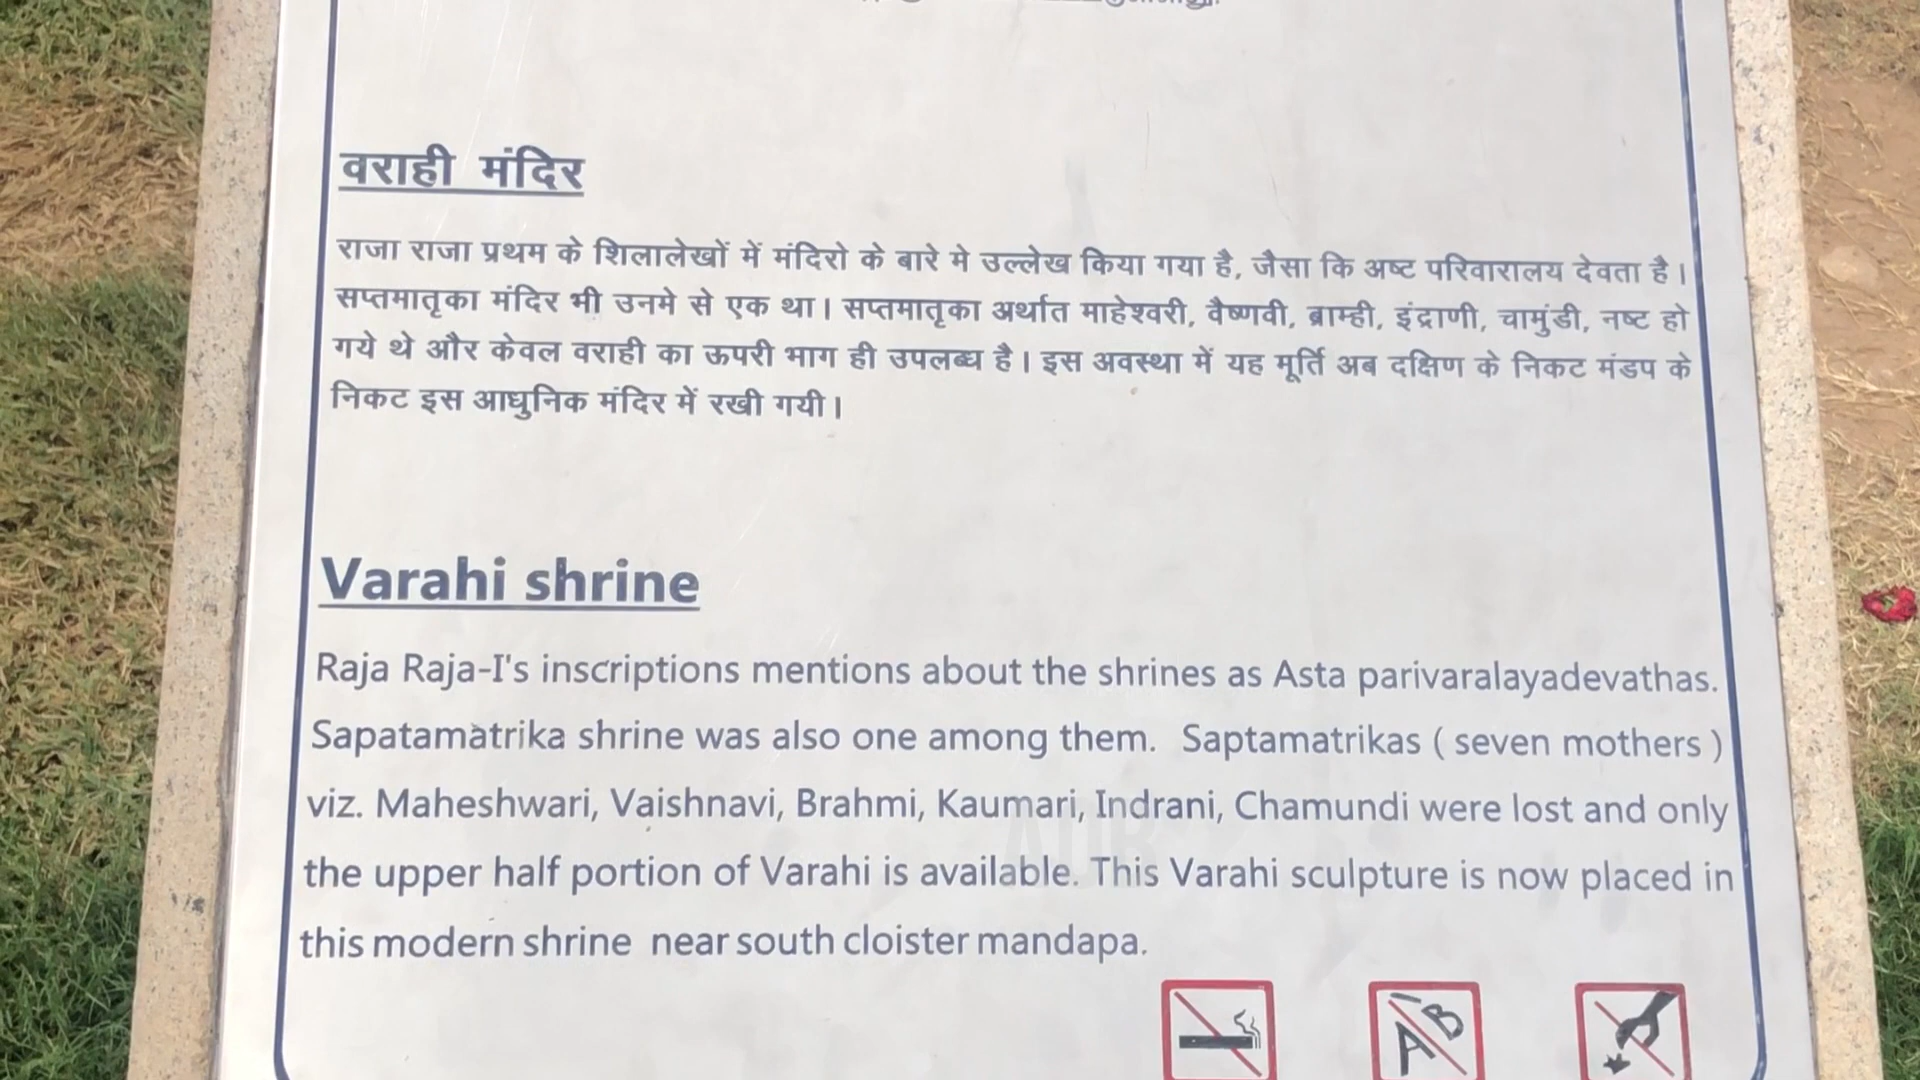 वराही मंदिर
राजा राजा प्रथम के शिलालेखों में मंदिरो के बारे मे उल्लेख किया गया है, जैसा कि अष्ट परिवारालय देवता है।
सप्तमातृका मंदिर भी उनमे से एक था। सप्तमातृका अर्थात माहेश्वरी, वैष्णवी, ब्राम्ही, इंद्राणी, चामुंडी, नष्ट हो
गये थे और केवल वराही का ऊपरी भाग ही उपलब्ध है। इस अवस्था में यह मूर्ति अब दक्षिण के निकट मंडप के
निकट इस आधुनिक मंदिर में रखी गयी।
Varahi shrine
Raja Raja-I's inscriptions mentions about the shrines as Asta parivaralayadevathas.
Sapatamatrika shrine was also one among them. Saptamatrikas ( seven mothers )
viz. Maheshwari, Vaishnavi, Brahmi, Kaumari, Indrani, Chamundi were lost and only
the upper half portion of Varahi is available. This Varahi sculpture is now placed in
this modern shrine near south cloister mandapa.
A B